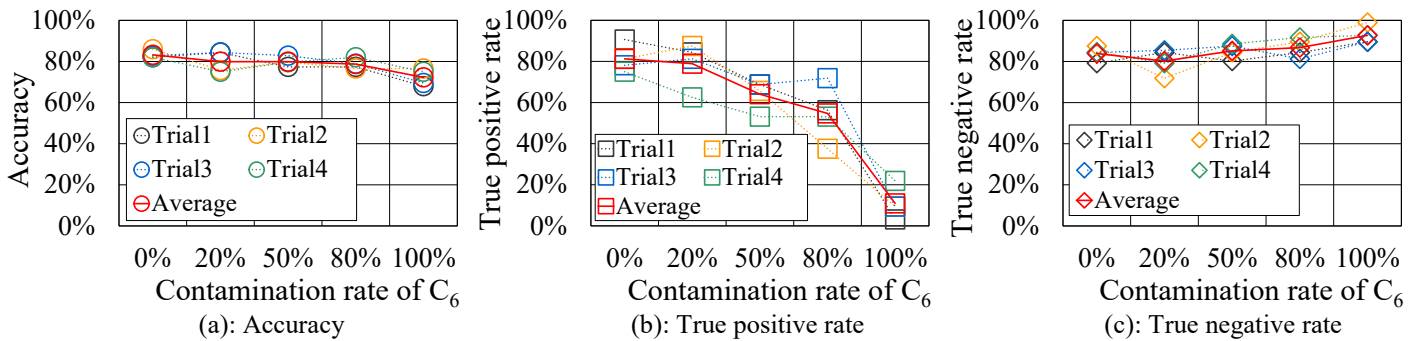 100%
80%
60%
40%
20%
0%
Accuracy
Trial1
Trial2
Trial3
Trial4
Average
0% 20% 50% 80% 100%
Contamination rate of C6
(a): Accuracy
100%
80%
60%
40%
20%
0%
True positive rate
Trial1
Trial2
Trial3
Trial4
Average
0% 20% 50% 80% 100%
Contamination rate of C6
(b): True positive rate
100%
80%
60%
40%
20%
0%
True negative rate
Trial1
Trial2
Trial3
Trial4
Average
0% 20% 50% 80% 100%
Contamination rate of C6
(c): True negative rate